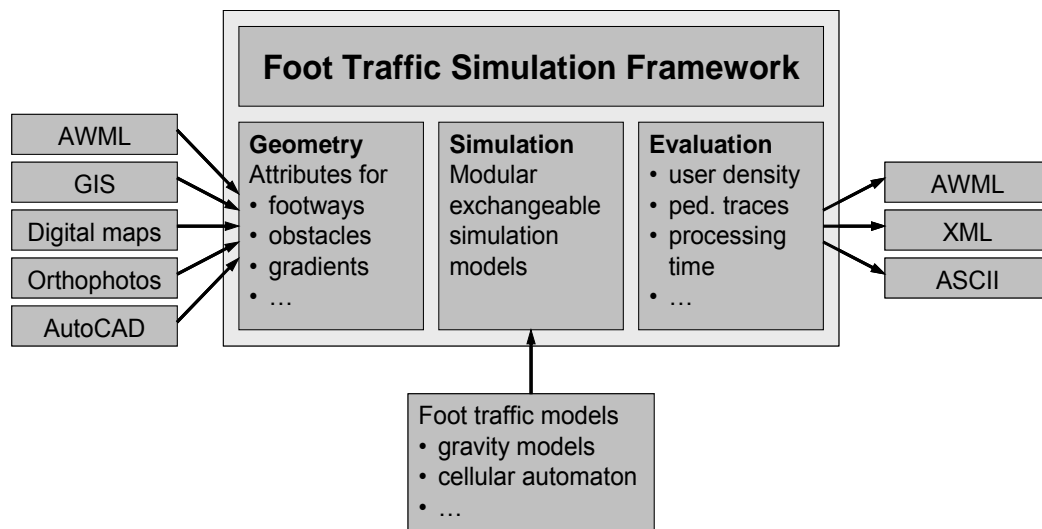 Foot Traffic Simulation Framework
AWML
GIS
Digital maps
Orthophotos
AutoCAD
Geometry
Attributes for
• footways
• obstacles
• gradients
• …
Simulation
Modular
exchangeable
simulation
models
Evaluation
• user density
• ped. traces
• processing
time
• …
AWML
XML
ASCII
Foot traffic models
• gravity models
• cellular automaton
• …